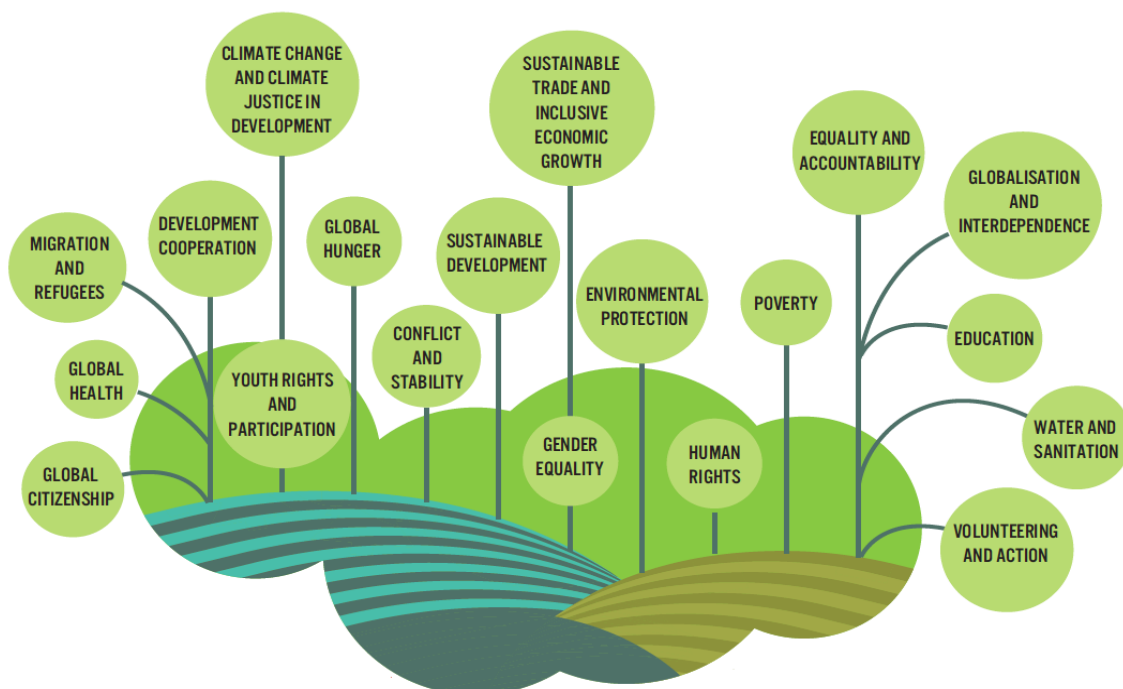 CLIMATE CHANGE
AND CLIMATE
JUSTICE IN
DEVELOPMENT
SUSTAINABLE
TRADE AND
INCLUSIVE
ECONOMIC
GROWTH
EQUALITY AND
ACCOUNTABILITY
GLOBALISATION
AND
INTERDEPENDENCE
MIGRATION
AND
REFUGEES
DEVELOPMENT
COOPERATION
GLOBAL
HUNGER
SUSTAINABLE
DEVELOPMENT
ENVIRONMENTAL
PROTECTION
POVERTY
EDUCATION
GLOBAL
HEALTH
YOUTH RIGHTS
AND
PARTICIPATION
CONFLICT
AND
STABILITY
GENDER
EQUALITY
HUMAN
RIGHTS
WATER AND
SANITATION
GLOBAL
CITIZENSHIP
VOLUNTEERING
AND ACTION